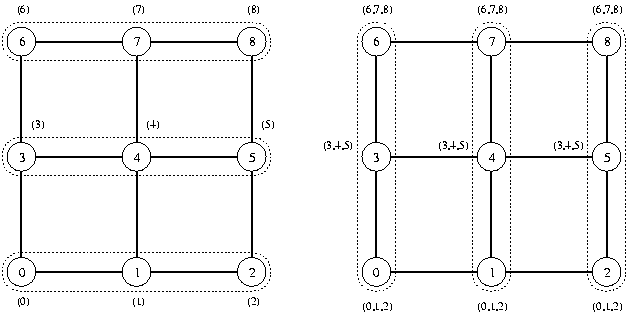 (6) (7) (8)
6 7 8
(3) (4) (5)
3 4 5
0 1 2
(0) (1) (2)
(6,7,8) (6,7,8) (6,7,8)
6 7 8
(3,4,5) (3,4,5) (3,4,5)
3 4 5
0 1 2
(0,1,2) (0,1,2) (0,1,2)